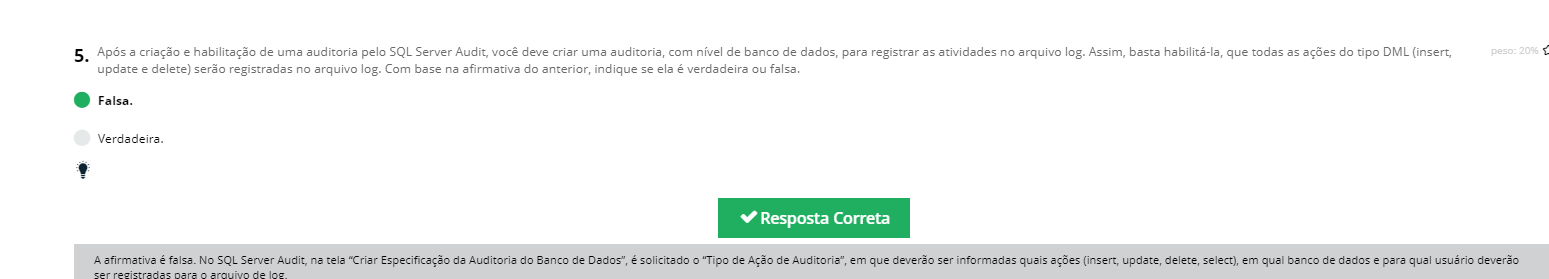 5. Após a criação e habilitação de uma auditoria pelo SQL Server Audit, você deve criar uma auditoria, com nível de banco de dados, para registrar as atividades no arquivo log. Assim, basta habilitá-la, que todas as ações do tipo DML (insert,
peso: 20%
update e delete) serão registradas no arquivo log. Com base na afirmativa do anterior, indique se ela é verdadeira ou falsa.
Falsa.
Verdadeira.
Resposta Correta
A afirmativa é falsa. No SQL Server Audit, na tela “Criar Especificação da Auditoria do Banco de Dados”, é solicitado o “Tipo de Ação de Auditoria”, em que deverão ser informadas quais ações (insert, update, delete, select), em qual banco de dados e para qual usuário deverão
ser registradas para o arquivo de log.